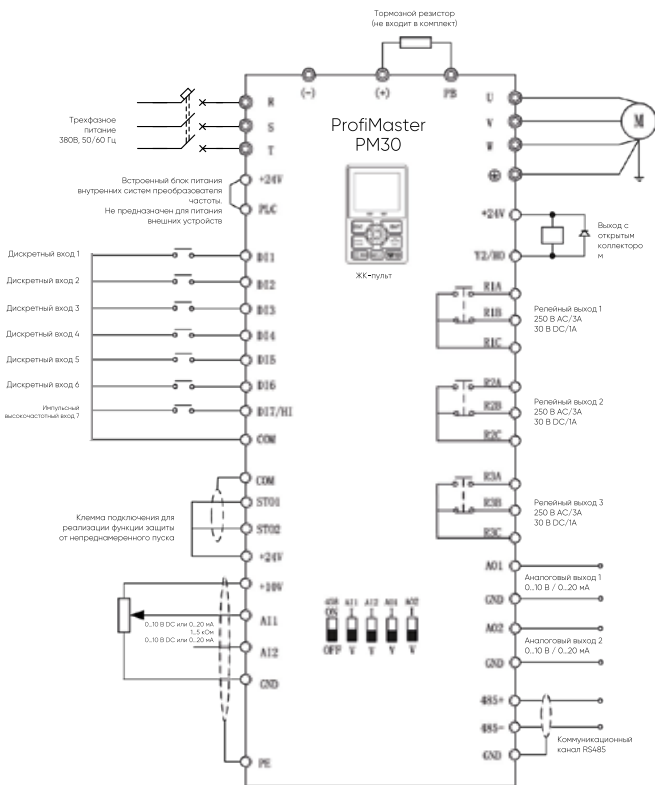 Тормозной резистор
(не входит в комплект)
(-)
(+)
PB
Трехфазное
питание
380В, 50/60 Гц
R
S
T
ProfiMaster
PM30
U
V
W
M
Встроенный блок питания
внутренних систем преобразователя
частоты.
Не предназначен для питания
внешних устройств
+24V
PLC
ЖК-пульт
+24V
Y2/HO
Выход с
открытым
коллекторо
м
Дискретный вход 1
DI1
Дискретный вход 2
DI2
Дискретный вход 3
DI3
Дискретный вход 4
DI4
Дискретный вход 5
DI5
Дискретный вход 6
DI6
Импульсный
высокочастотный вход 7
DI7/HI
COM
R1A
R1B
R1C
Релейный выход 1
250 В AC/3A
30 В DC/1A
R2A
R2B
R2C
Релейный выход 2
250 В AC/3A
30 В DC/1A
R3A
R3B
R3C
Релейный выход 3
250 В AC/3A
30 В DC/1A
Клемма подключения для
реализации функции защиты
от непреднамеренного пуска
COM
STO1
STO2
+24V
+10V
AI1
0...10 В DC или 0...20 мА
1...5 кОм
0...10 В DC или 0...20 мА
AI2
GND
PE
485 AI1 AI2 AO1 AO2
ON I I I I
OFF V V V V
AO1
Аналоговый выход 1
0...10 В / 0...20 мА
GND
AO2
Аналоговый выход 2
0...10 В / 0...20 мА
GND
485+
485-
GND
Коммуникационный
канал RS485